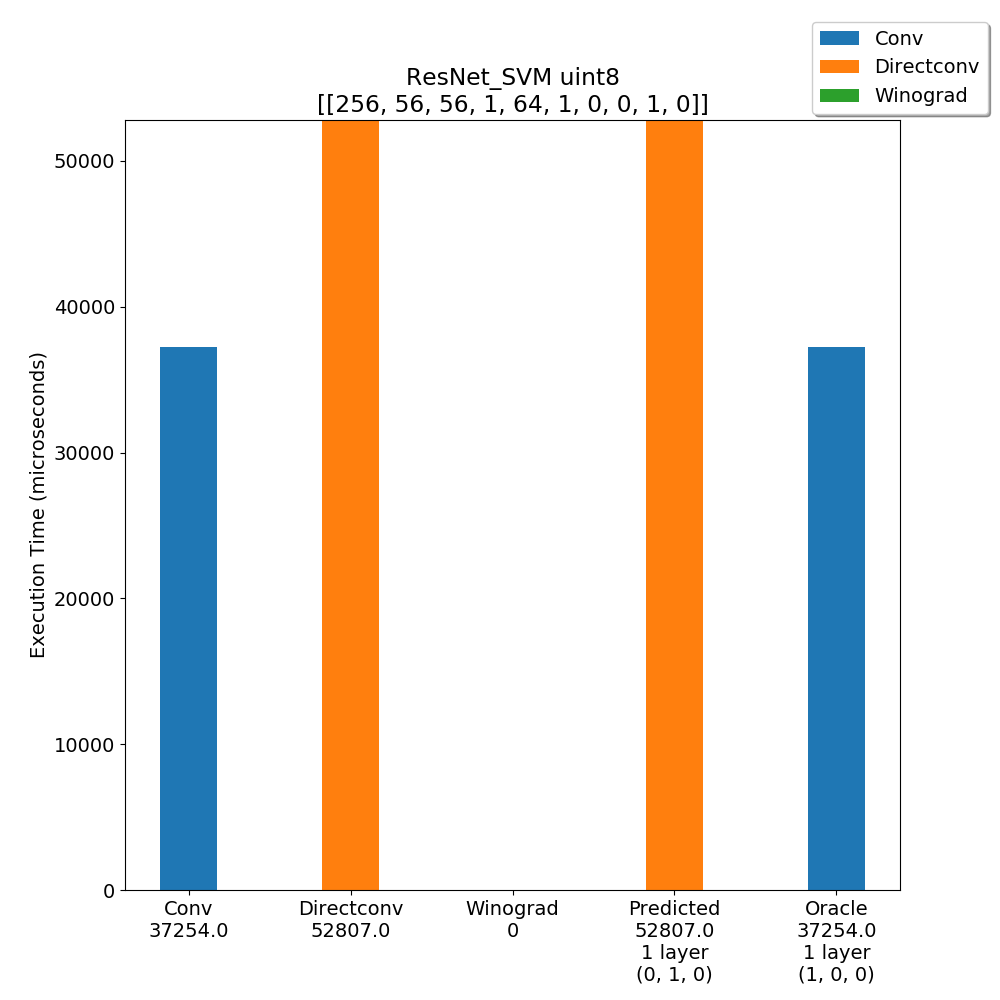 Conv
Directconv
Winograd
ResNet_SVM uint8
[[256, 56, 56, 1, 64, 1, 0, 0, 1, 0]]
Execution Time (microseconds)
50000
40000
30000
20000
10000
0
Conv
37254.0
Directconv
52807.0
Winograd
0
Predicted
52807.0
1 layer
(0, 1, 0)
Oracle
37254.0
1 layer
(1, 0, 0)